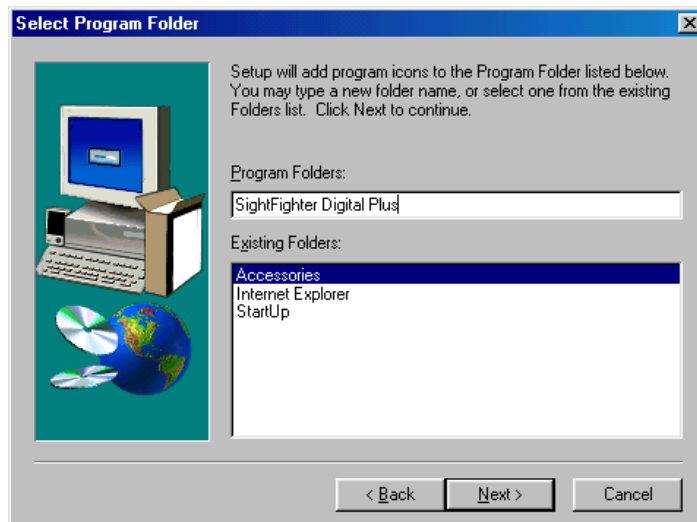 Select Program Folder
Setup will add program icons to the Program Folder listed below.
You may type a new folder name, or select one from the existing
Folders list. Click Next to continue.
Program Folders:
SightFighter Digital Plus
Existing Folders:
Accessories
Internet Explorer
StartUp
< Back
Next >
Cancel